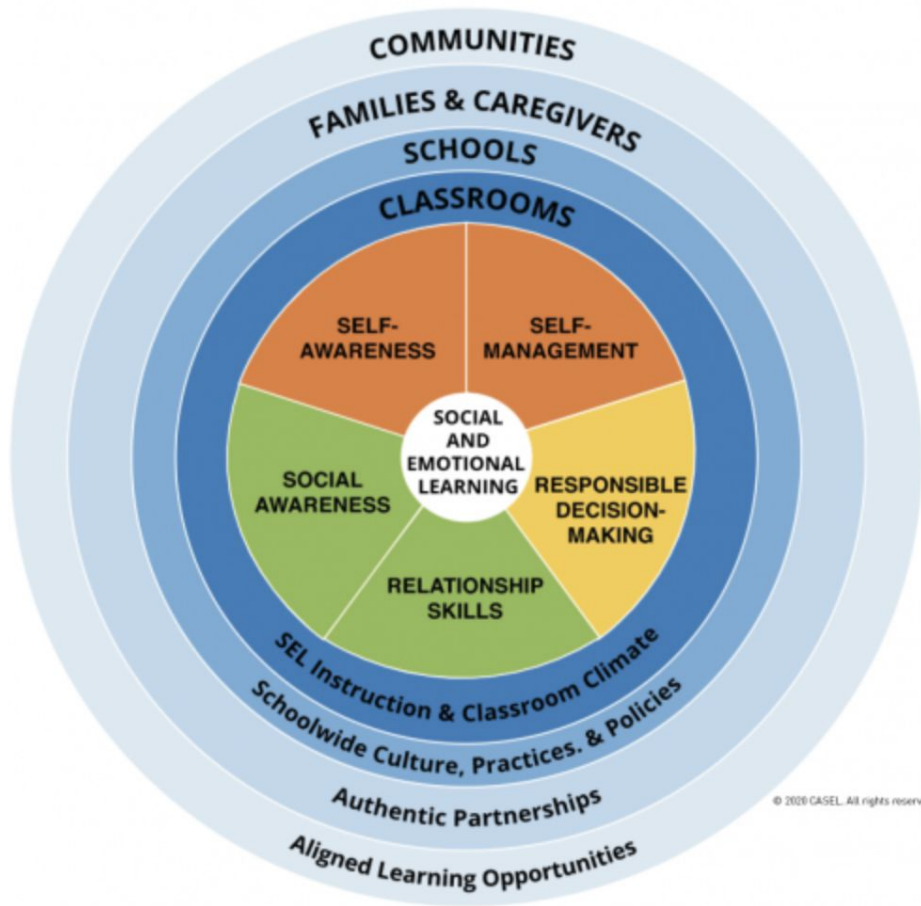 COMMUNITIES
FAMILIES & CAREGIVERS
SCHOOLS
CLASSROOMS
SELF-
AWARENESS
SELF-
MANAGEMENT
SOCIAL
AND
EMOTIONAL
LEARNING
SOCIAL
AWARENESS
RESPONSIBLE
DECISION-
MAKING
RELATIONSHIP
SKILLS
SEL Instruction & Classroom Climate
Schoolwide Culture, Practices. & Policies
Authentic Partnerships
Aligned Learning Opportunities
© 2020 CASEL. All rights reserv